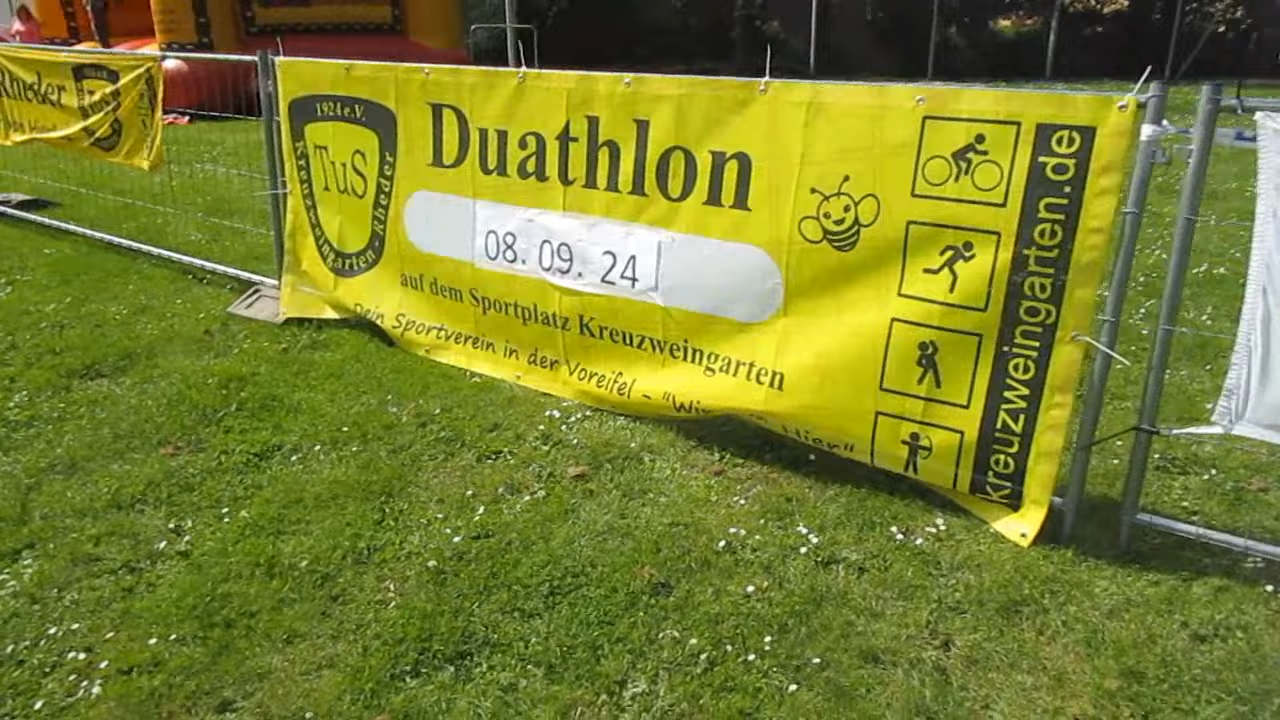 Rheder
1924 e.V.
TuS
Kreuzweingarten - Rheder
Duathlon
08. 09. 24
auf dem Sportplatz Kreuzweingarten
Dein Sportverein in der Voreifel - "Wir Hier"
kreuzweingarten.de